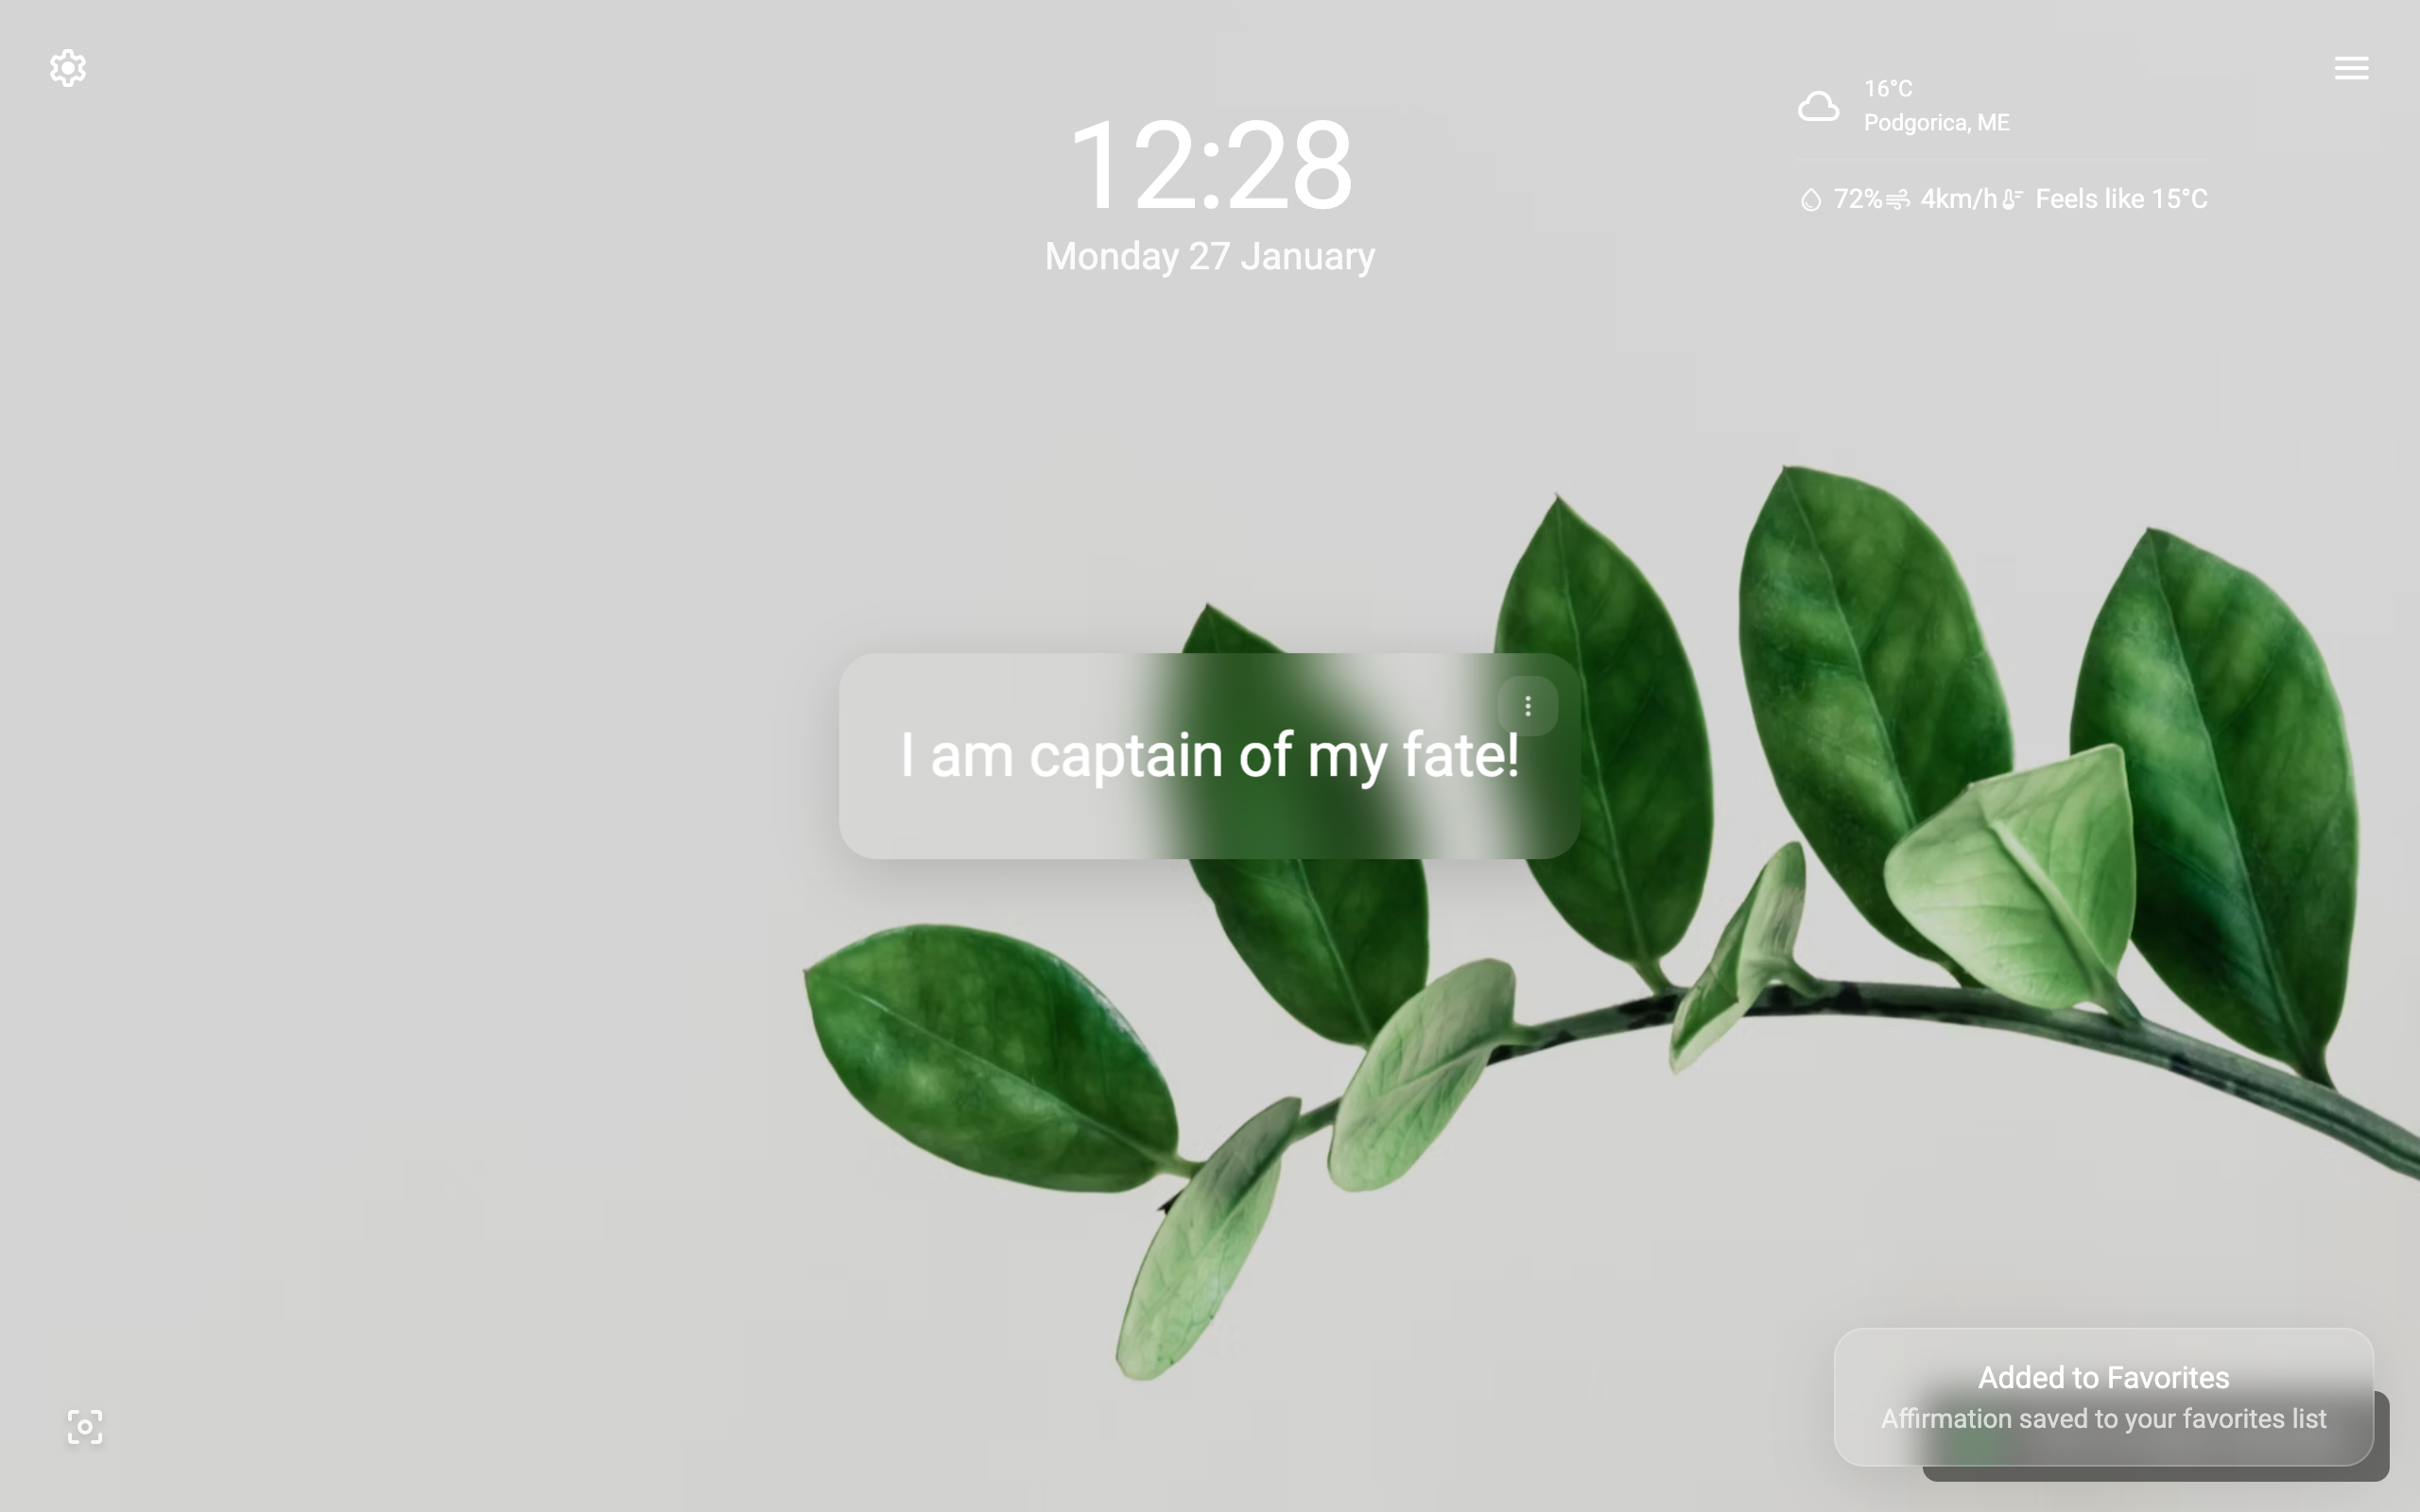 16°C
Podgorica, ME
12:28
72% 4km/h Feels like 15°C
Monday 27 January
I am captain of my fate!
Added to Favorites
Affirmation saved to your favorites list